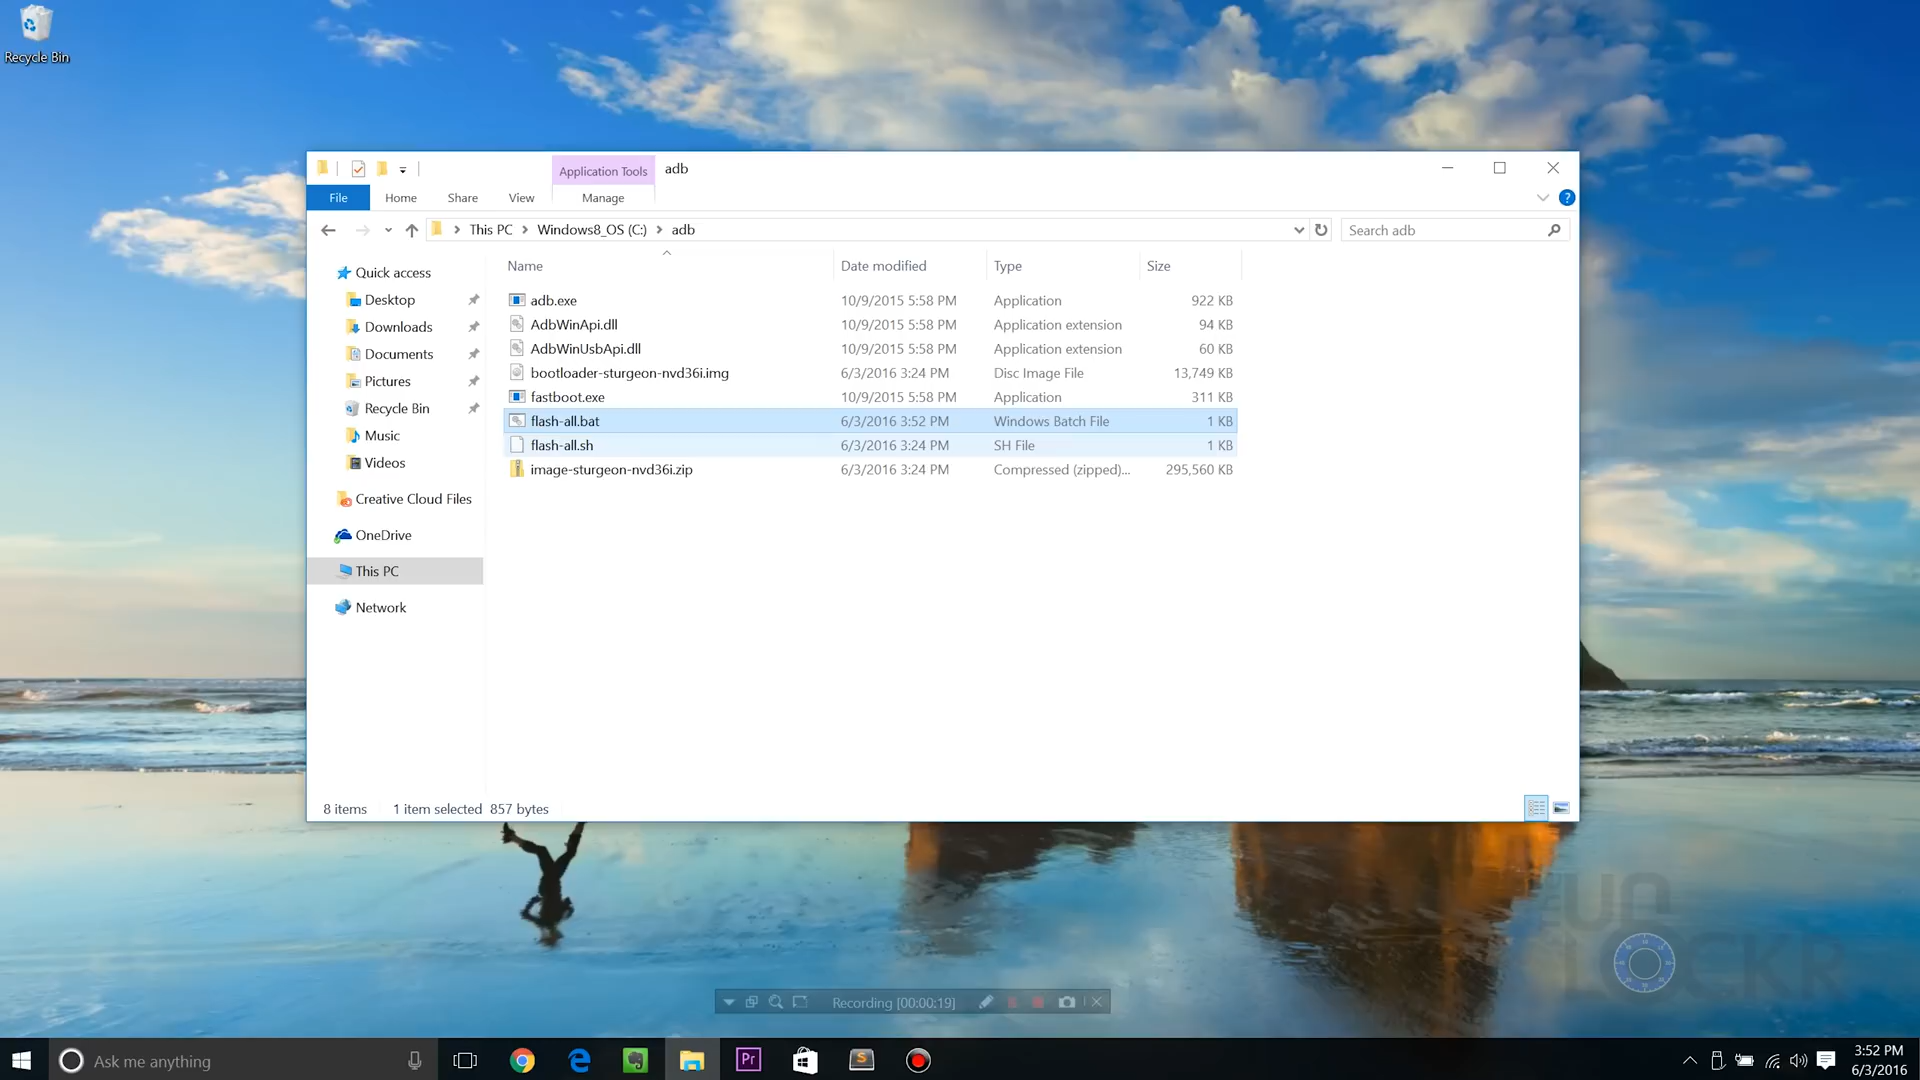 Recycle Bin
Application Tools
adb
File
Home
Share
View
Manage
This PC
Windows8_OS (C:)
adb
Search adb
Name
Date modified
Type
Size
Quick access
Desktop
Downloads
Documents
Pictures
Recycle Bin
Music
Videos
Creative Cloud Files
OneDrive
This PC
Network
adb.exe 10/9/2015 5:58 PM Application 922 KB
AdbWinApi.dll 10/9/2015 5:58 PM Application extension 94 KB
AdbWinUsbApi.dll 10/9/2015 5:58 PM Application extension 60 KB
bootloader-sturgeon-nvd36i.img 6/3/2016 3:24 PM Disc Image File 13,749 KB
fastboot.exe 10/9/2015 5:58 PM Application 311 KB
flash-all.bat 6/3/2016 3:52 PM Windows Batch File 1 KB
flash-all.sh 6/3/2016 3:24 PM SH File 1 KB
image-sturgeon-nvd36i.zip 6/3/2016 3:24 PM Compressed (zipped)... 295,560 KB
8 items 1 item selected 857 bytes
Recording [00:00:19]
UN
LOCKR
Ask me anything
Pr
S
3:52 PM
6/3/2016